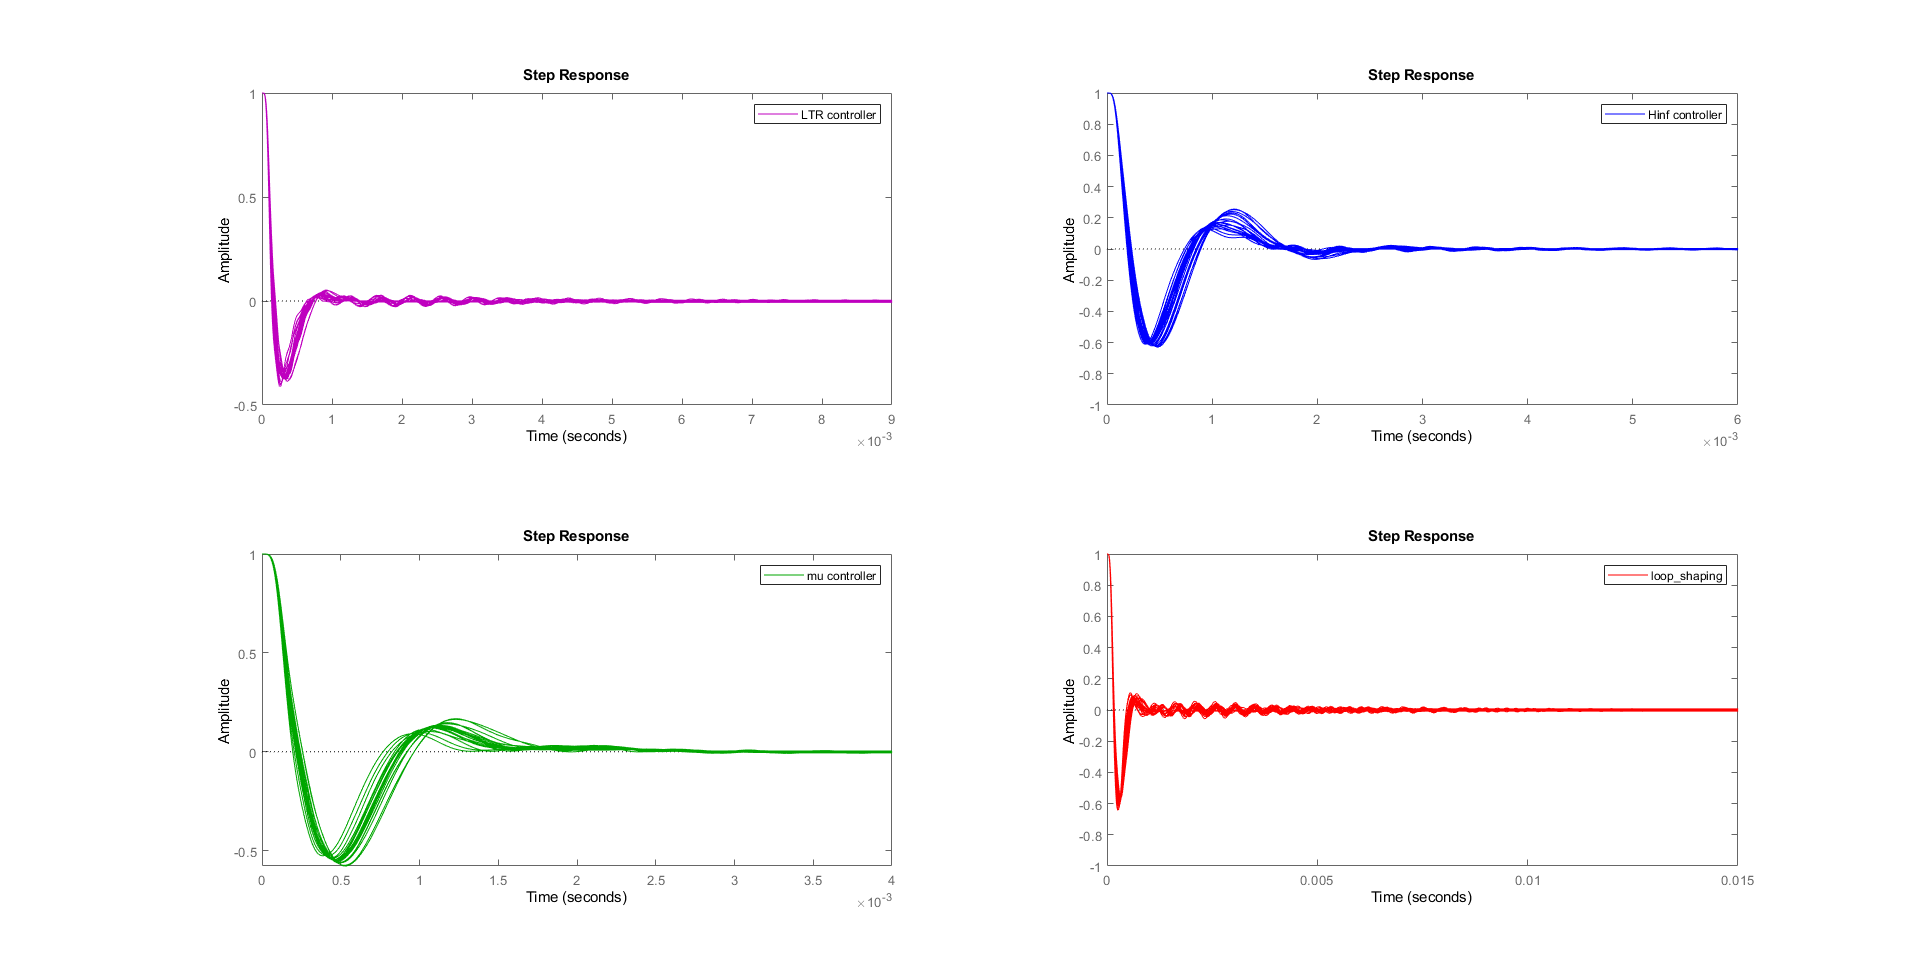 Step Response
LTR controller
Amplitude
1
0.5
0
-0.5
0 1 2 3 4 5 6 7 8 9
Time (seconds)
×10-3
Step Response
Hinf controller
Amplitude
1
0.8
0.6
0.4
0.2
0
-0.2
-0.4
-0.6
-0.8
-1
0 1 2 3 4 5 6
Time (seconds)
×10-3
Step Response
mu controller
Amplitude
1
0.5
0
-0.5
0 0.5 1 1.5 2 2.5 3 3.5 4
Time (seconds)
×10-3
Step Response
loop_shaping
Amplitude
1
0.8
0.6
0.4
0.2
0
-0.2
-0.4
-0.6
-0.8
-1
0 0.005 0.01 0.015
Time (seconds)